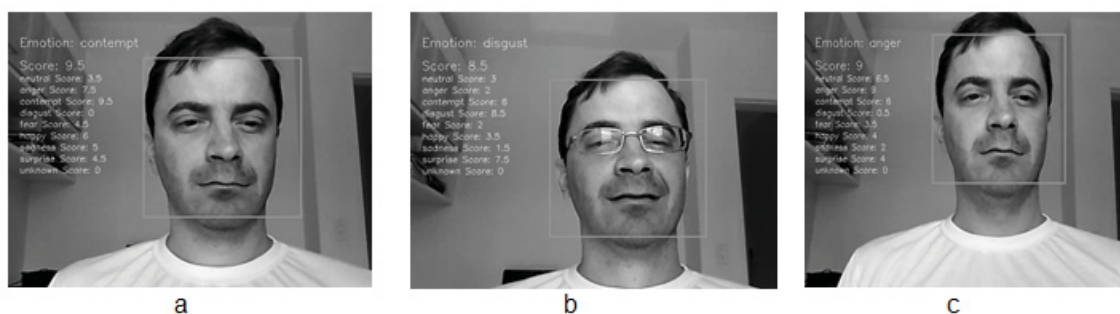 Emotion: contempt
Score: 9.5
neutral Score: 3.5
anger Score: 7.5
contempt Score: 9.5
disgust Score: 0
fear Score: 4.5
happy Score: 6
sadness Score: 5
surprise Score: 4.5
unknown Score: 0
a
Emotion: disgust
Score: 8.5
neutral Score: 3
anger Score: 2
contempt Score: 6
disgust Score: 8.5
fear Score: 2
happy Score: 3.5
sadness Score: 1.5
surprise Score: 7.5
unknown Score: 0
b
Emotion: anger
Score: 9
neutral Score: 6.5
anger Score: 9
contempt Score: 6
disgust Score: 0.5
fear Score: 3.5
happy Score: 4
sadness Score: 2
surprise Score: 4
unknown Score: 0
c